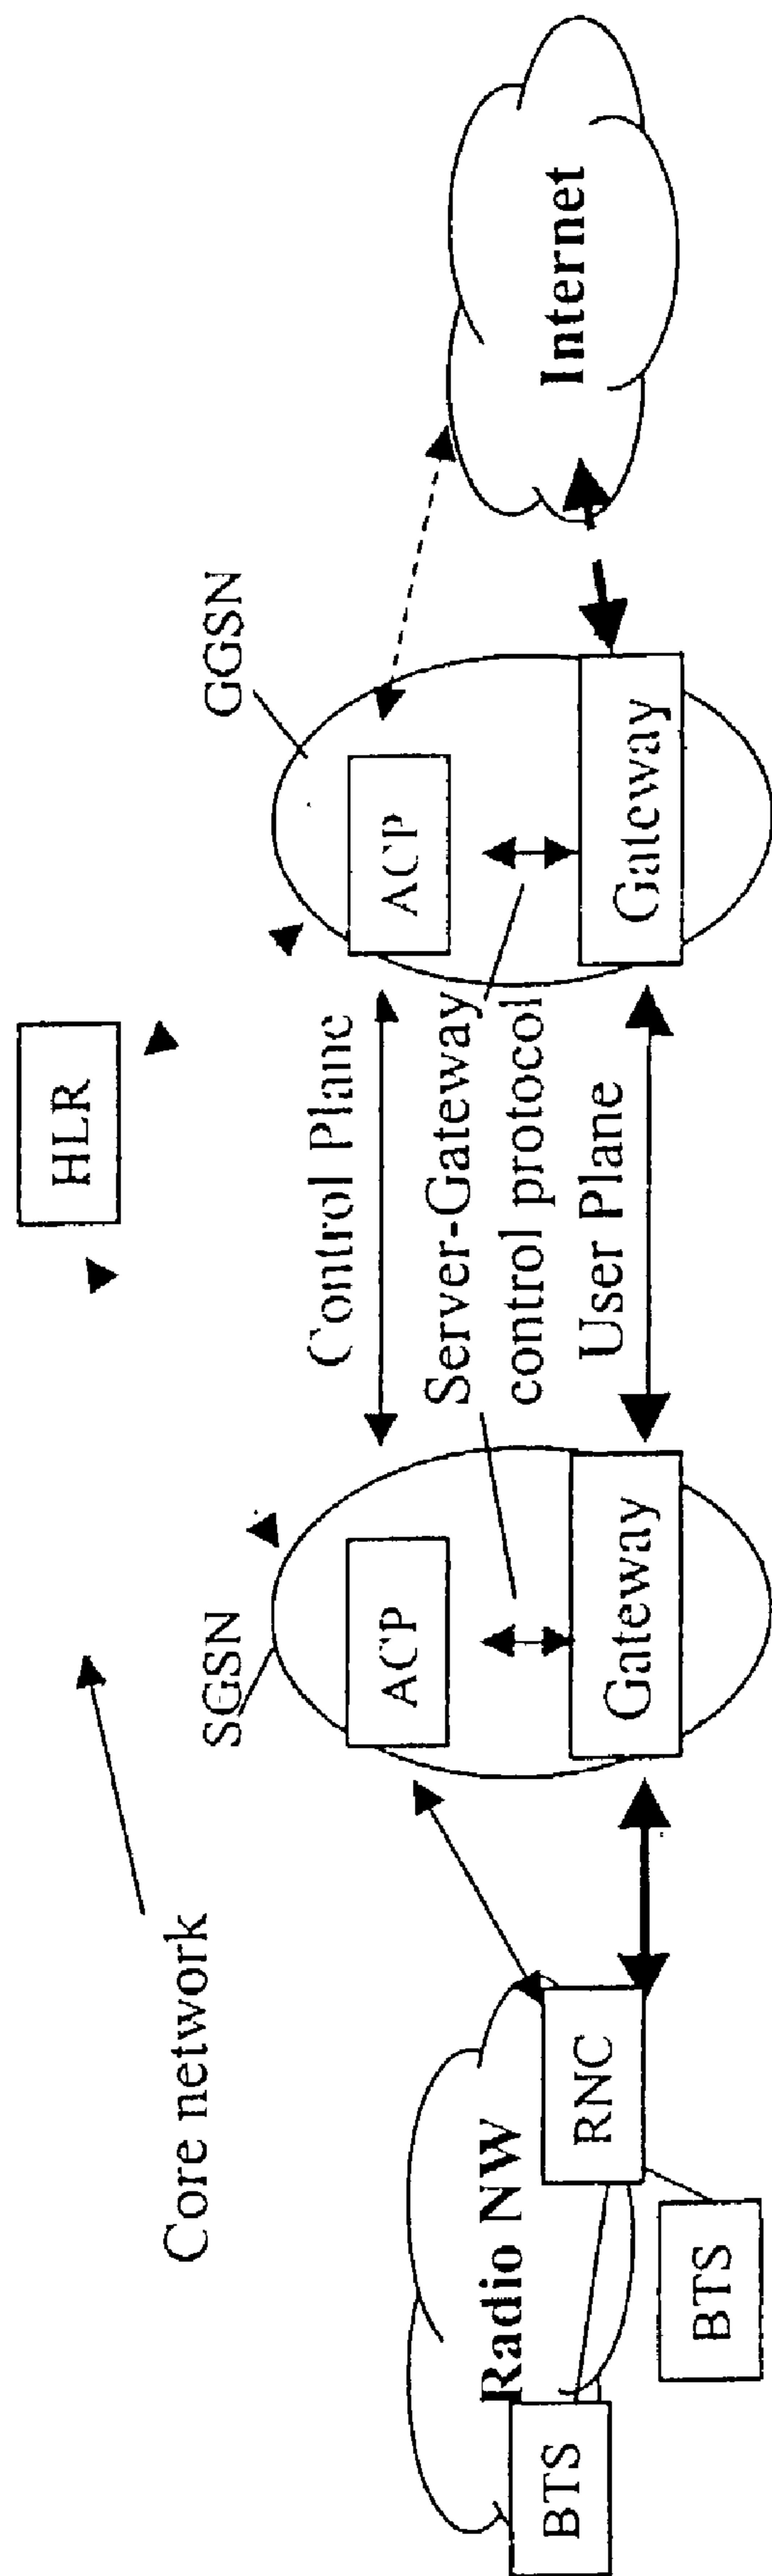 HLR
Core network
SGSN
GGSN
Control Plane
ACP
ACP
Server-Gateway
control protocol
Radio NW
Internet
RNC
User Plane
Gateway
Gateway
BTS
BTS